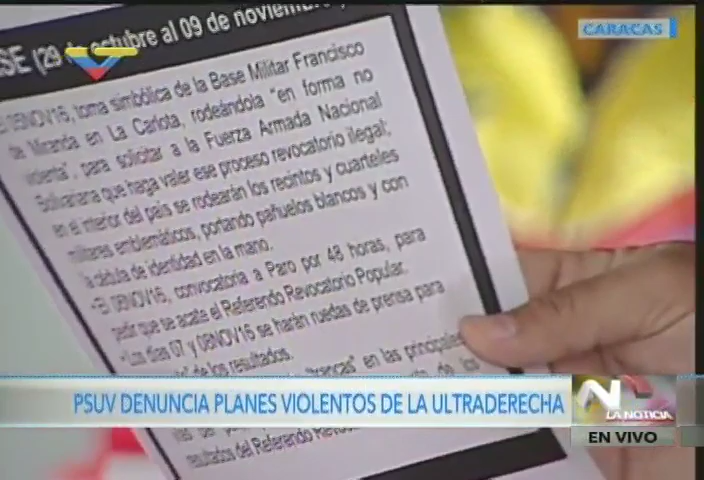 CARACAS
SE (29 de octubre al 09 de noviembre
El 08NOV16, toma simbólica de la Base Militar Francisco
de Miranda en La Carlota, rodeándola "en forma no
violenta", para solicitar a la Fuerza Armada Nacional
Bolivariana que haga valer ese proceso revocatorio ilegal;
en el interior del país se rodearán los recintos y cuarteles
militares emblemáticos, portando pañuelos blancos y con
la cédula de identidad en la mano.
*El 08NOV16, convocatoria a Paro por 48 horas, para
pedir que se acate el Referendo Revocatorio Popular.
*Los días 07 y 08NOV16 se harán ruedas de prensa para
de los resultados.
en las principales
de los
PSUV DENUNCIA PLANES VIOLENTOS DE LA ULTRADERECHA
LA NOTICIA
EN VIVO
resultados del Referendo